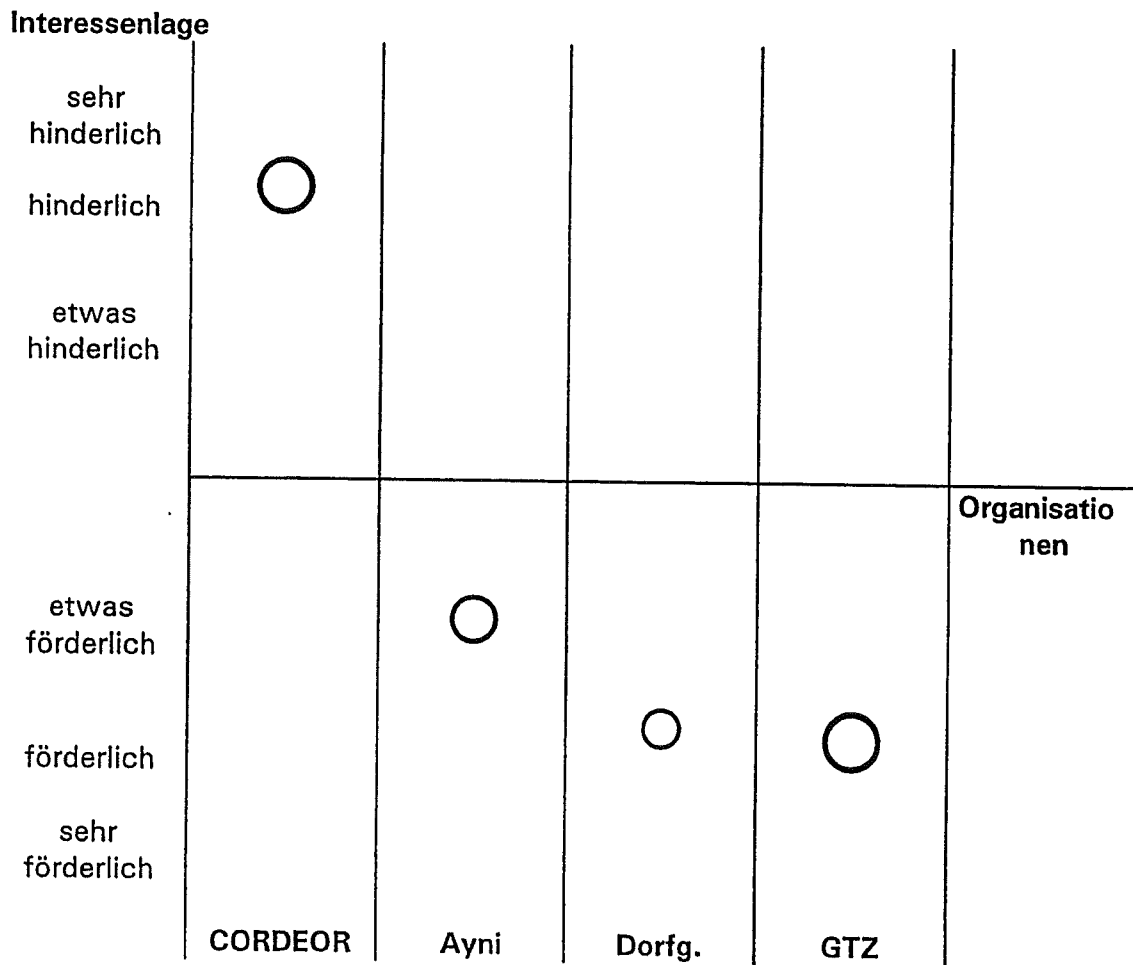 Interessenlage
sehr
hinderlich
hinderlich
etwas
hinderlich
Organisatio
nen
etwas
förderlich
förderlich
sehr
förderlich
CORDEOR Ayni Dorfg. GTZ